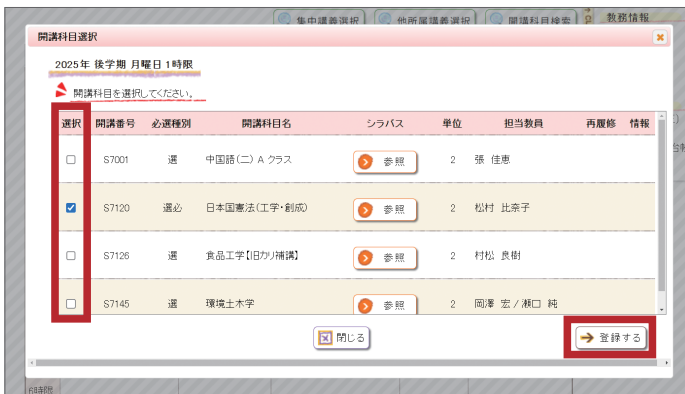 集中講義選択 他所属講義選択 開講科目検索 教務情報
開講科目選択
2025年 後学期 月曜日 1時限
開講科目を選択してください。
選択 開講番号 必選種別 開講科目名 シラバス 単位 担当教員 再履修 情報
S7001 選 中国語(二) A クラス 参照 2 張 佳恵
S7120 選必 日本国憲法(工学・創成) 参照 2 松村 比奈子
S7126 選 食品工学【旧カリ補講】 参照 2 村松 良樹
S7145 選 環境土木学 参照 2 岡澤 宏 / 瀬口 純
閉じる 登録する
6時限